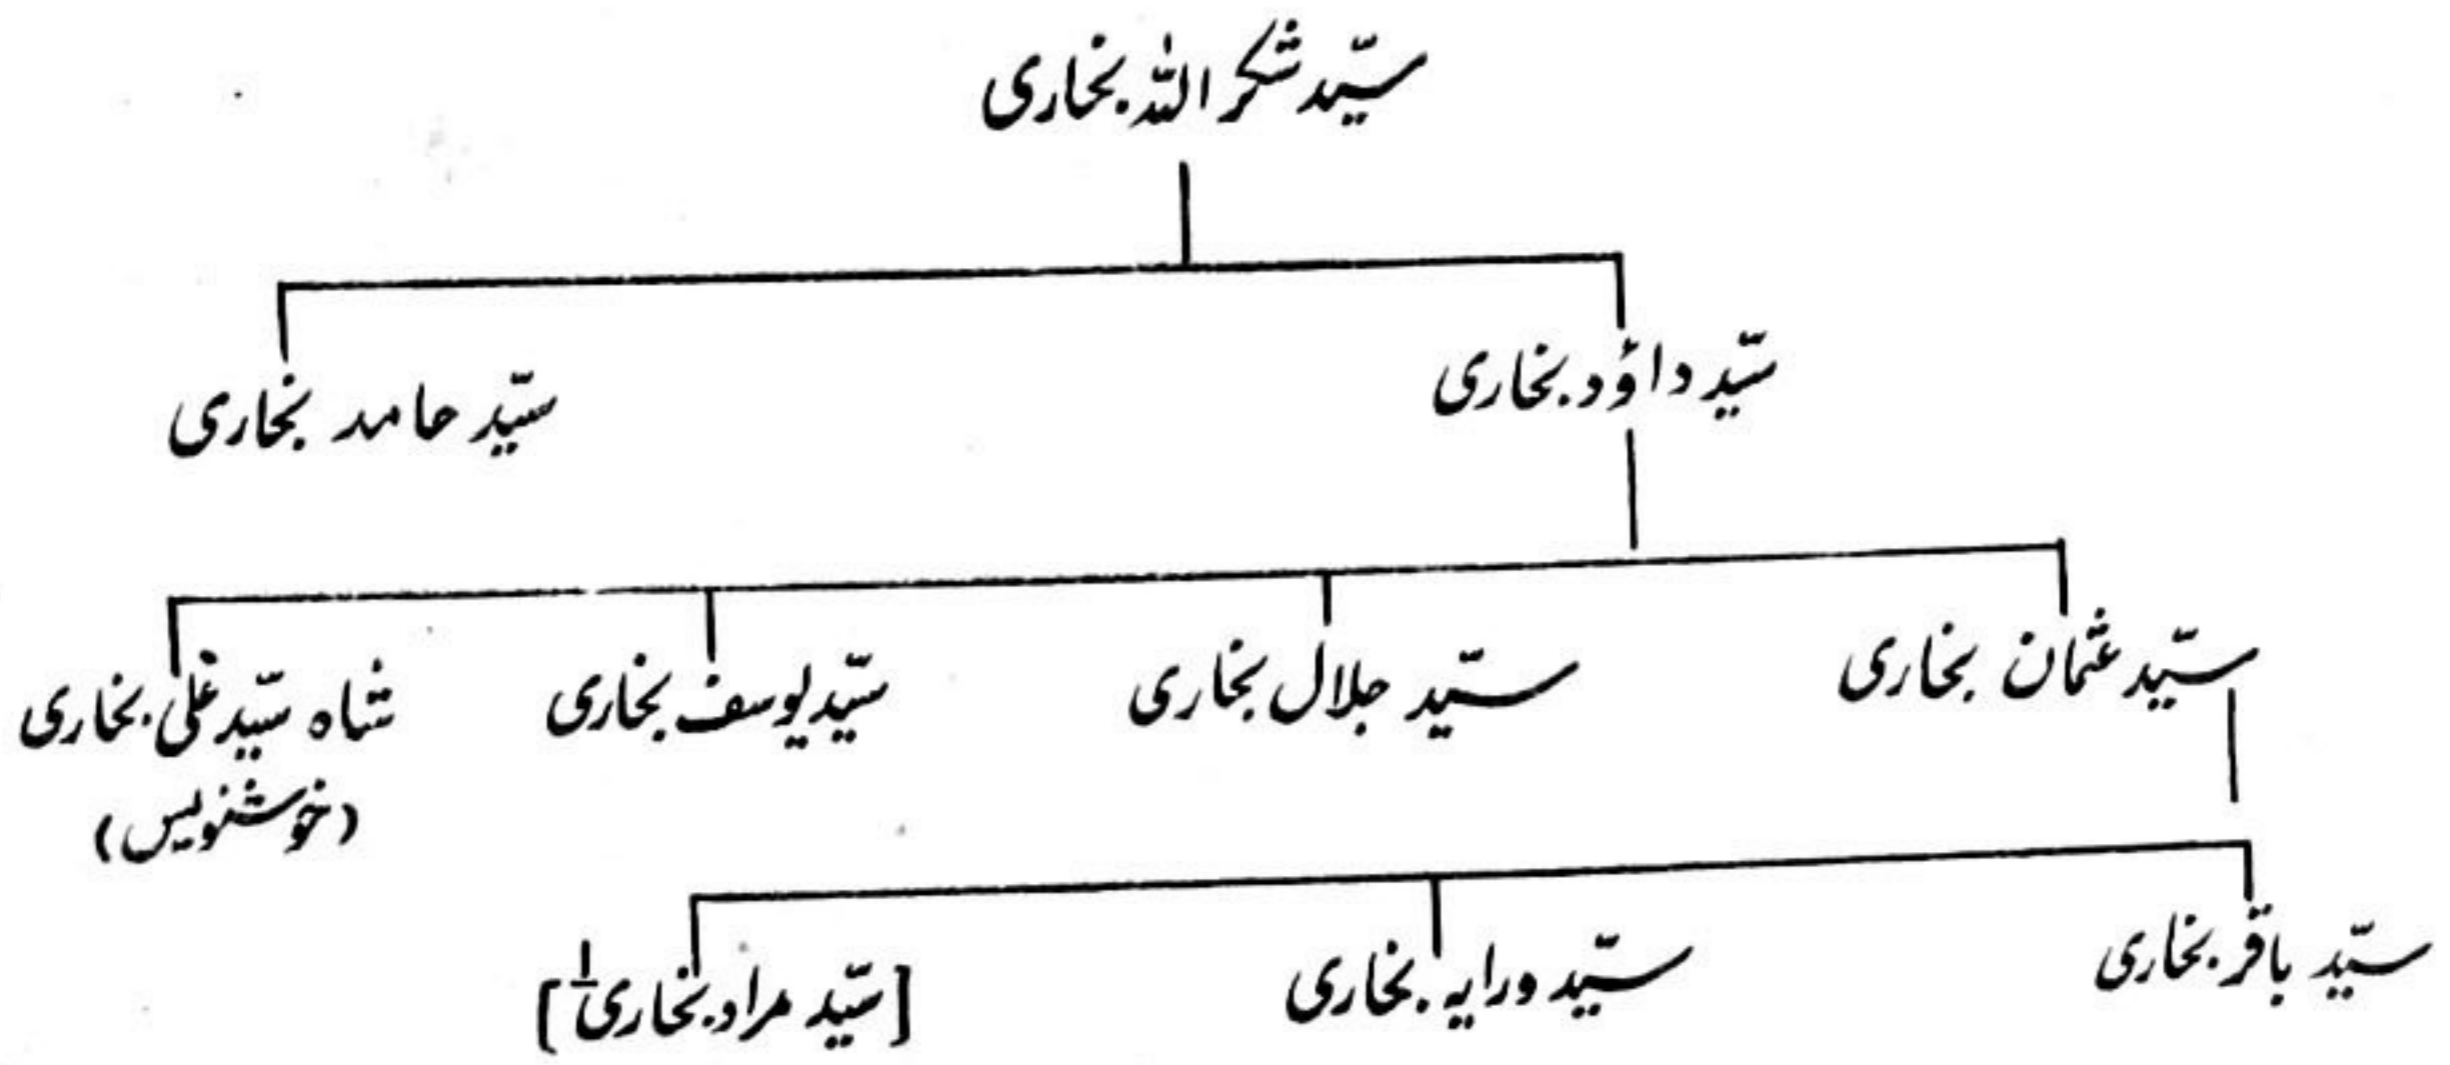 سیّد شکر اللہ بخاری
سیّد داؤد بخاری
سیّد حامد بخاری
سیّد عثمان بخاری
سیّد جلال بخاری
سیّد یوسف بخاری
شاہ سیّد علی بخاری
(خوشنویس)
سیّد باقر بخاری
سیّد ورایہ بخاری
[سیّد مراد بخاری ۱]